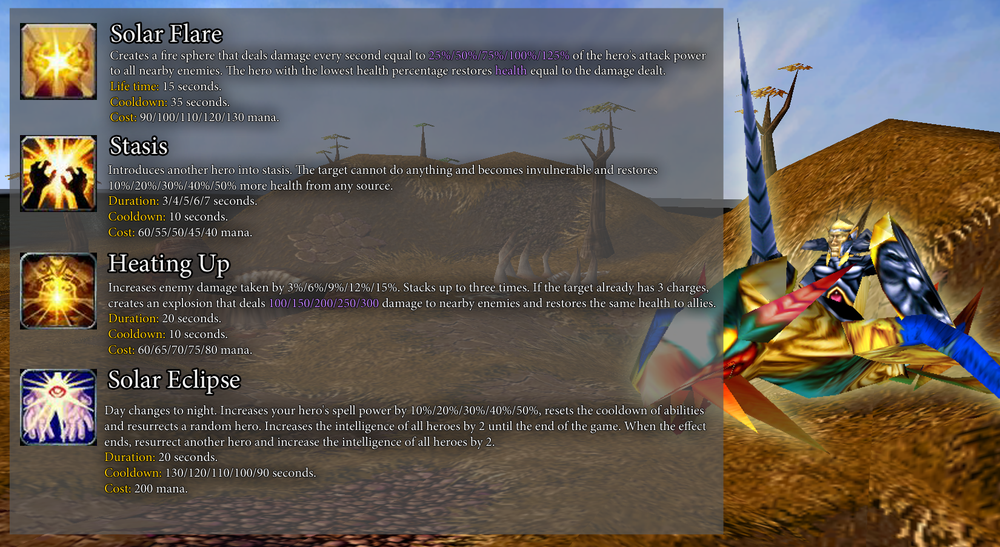 Solar Flare
Creates a fire sphere that deals damage every second equal to 25%/50%/75%/100%/125% of the hero's attack power
to all nearby enemies. The hero with the lowest health percentage restores health equal to the damage dealt.
Life time: 15 seconds.
Cooldown: 35 seconds.
Cost: 90/100/110/120/130 mana.
Stasis
Introduces another hero into stasis. The target cannot do anything and becomes invulnerable and restores
10%/20%/30%/40%/50% more health from any source.
Duration: 3/4/5/6/7 seconds.
Cooldown: 10 seconds.
Cost: 60/55/50/45/40 mana.
Heating Up
Increases enemy damage taken by 3%/6%/9%/12%/15%. Stacks up to three times. If the target already has 3 charges,
creates an explosion that deals 100/150/200/250/300 damage to nearby enemies and restores the same health to allies.
Duration: 20 seconds.
Cooldown: 10 seconds.
Cost: 60/65/70/75/80 mana.
Solar Eclipse
Day changes to night. Increases your hero's spell power by 10%/20%/30%/40%/50%, resets the cooldown of abilities
and resurrects a random hero. Increases the intelligence of all heroes by 2 until the end of the game. When the effect
ends, resurrect another hero and increase the intelligence of all heroes by 2.
Duration: 20 seconds.
Cooldown: 130/120/110/100/90 seconds.
Cost: 200 mana.